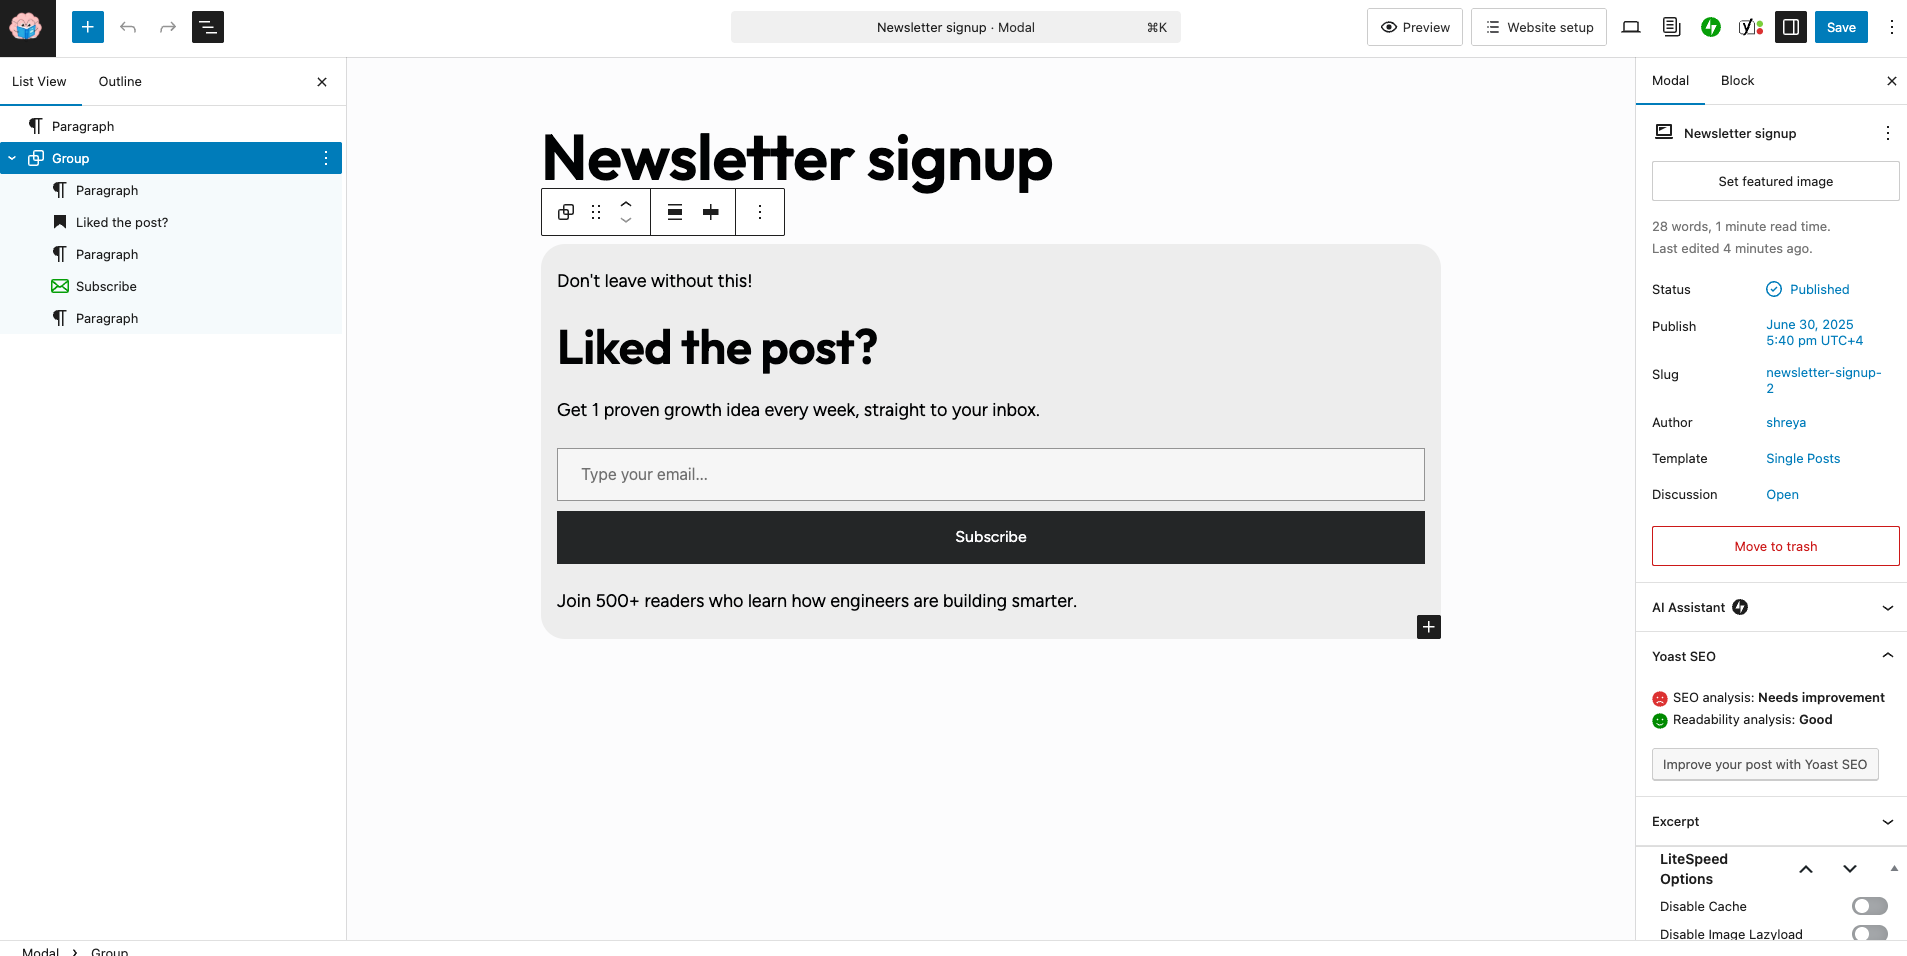 Newsletter signup · Modal
⌘K
Preview
Website setup
Save
List View
Outline
Paragraph
Group
Paragraph
Liked the post?
Paragraph
Subscribe
Paragraph
Newsletter signup
Don't leave without this!
Liked the post?
Get 1 proven growth idea every week, straight to your inbox.
Type your email...
Subscribe
Join 500+ readers who learn how engineers are building smarter.
Modal
Block
Newsletter signup
Set featured image
28 words, 1 minute read time.
Last edited 4 minutes ago.
Status
Published
Publish
June 30, 2025
5:40 pm UTC+4
Slug
newsletter-signup-
2
Author
shreya
Template
Single Posts
Discussion
Open
Move to trash
AI Assistant
Yoast SEO
SEO analysis: Needs improvement
Readability analysis: Good
Improve your post with Yoast SEO
Excerpt
LiteSpeed
Options
Disable Cache
Disable Image Lazyload
Modal
Group